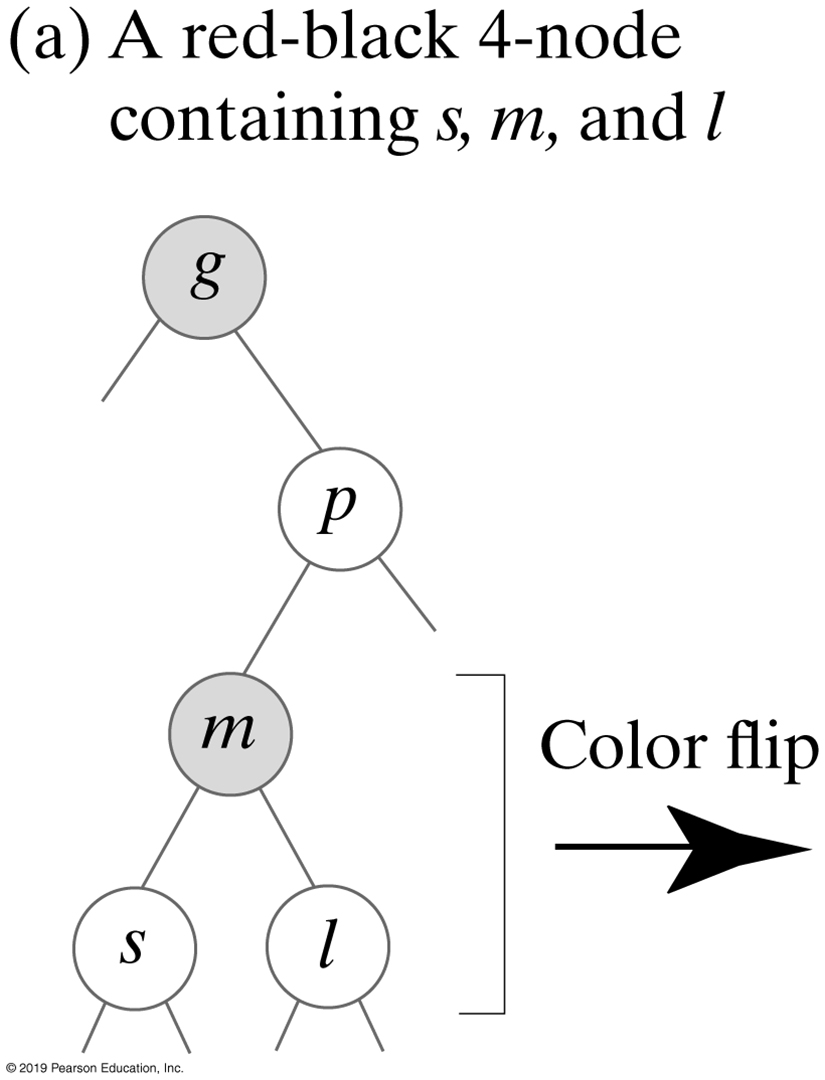 (a) A red-black 4-node
containing s, m, and l
g
p
m
Color flip
s
l
© 2019 Pearson Education, Inc.